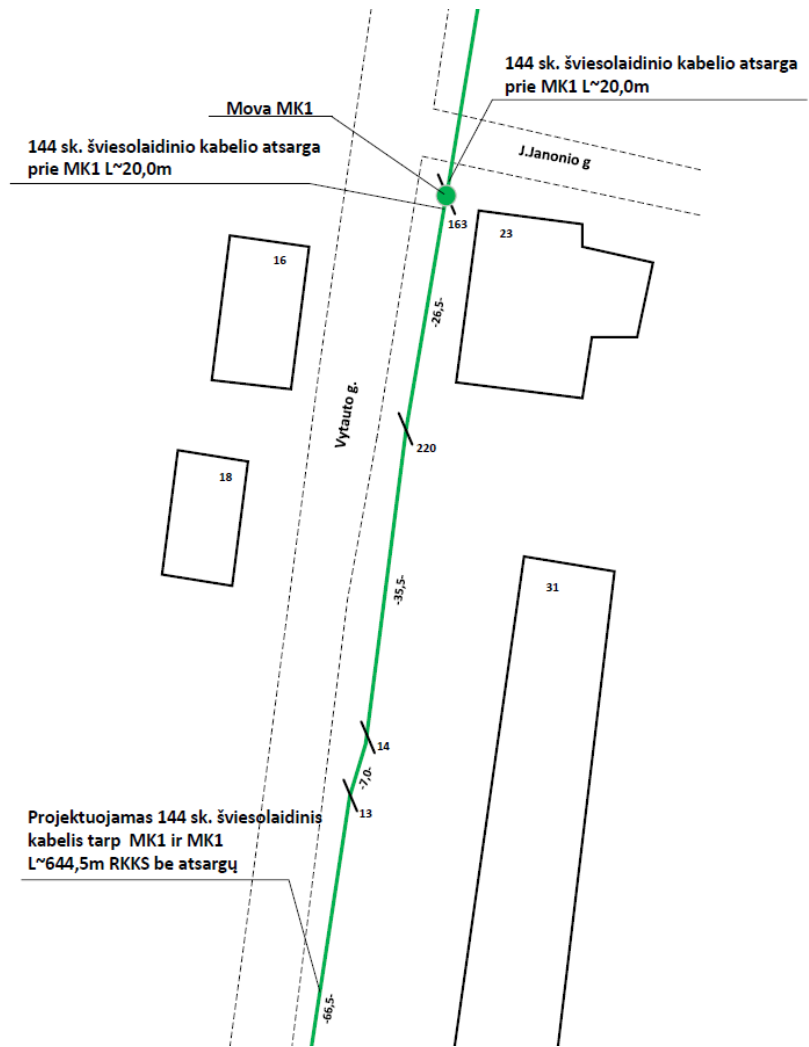 144 sk. šviesolaidinio kabelio atsarga
prie MK1 L~20,0m
Mova MK1
144 sk. šviesolaidinio kabelio atsarga
prie MK1 L~20,0m
J.Janonio g
163
23
16
-26,5-
Vytauto g.
220
18
-35,5-
31
14
-7,0-
13
Projektuojamas 144 sk. šviesolaidinis
kabelis tarp MK1 ir MK1
L~644,5m RKKS be atsargų
-66,5-